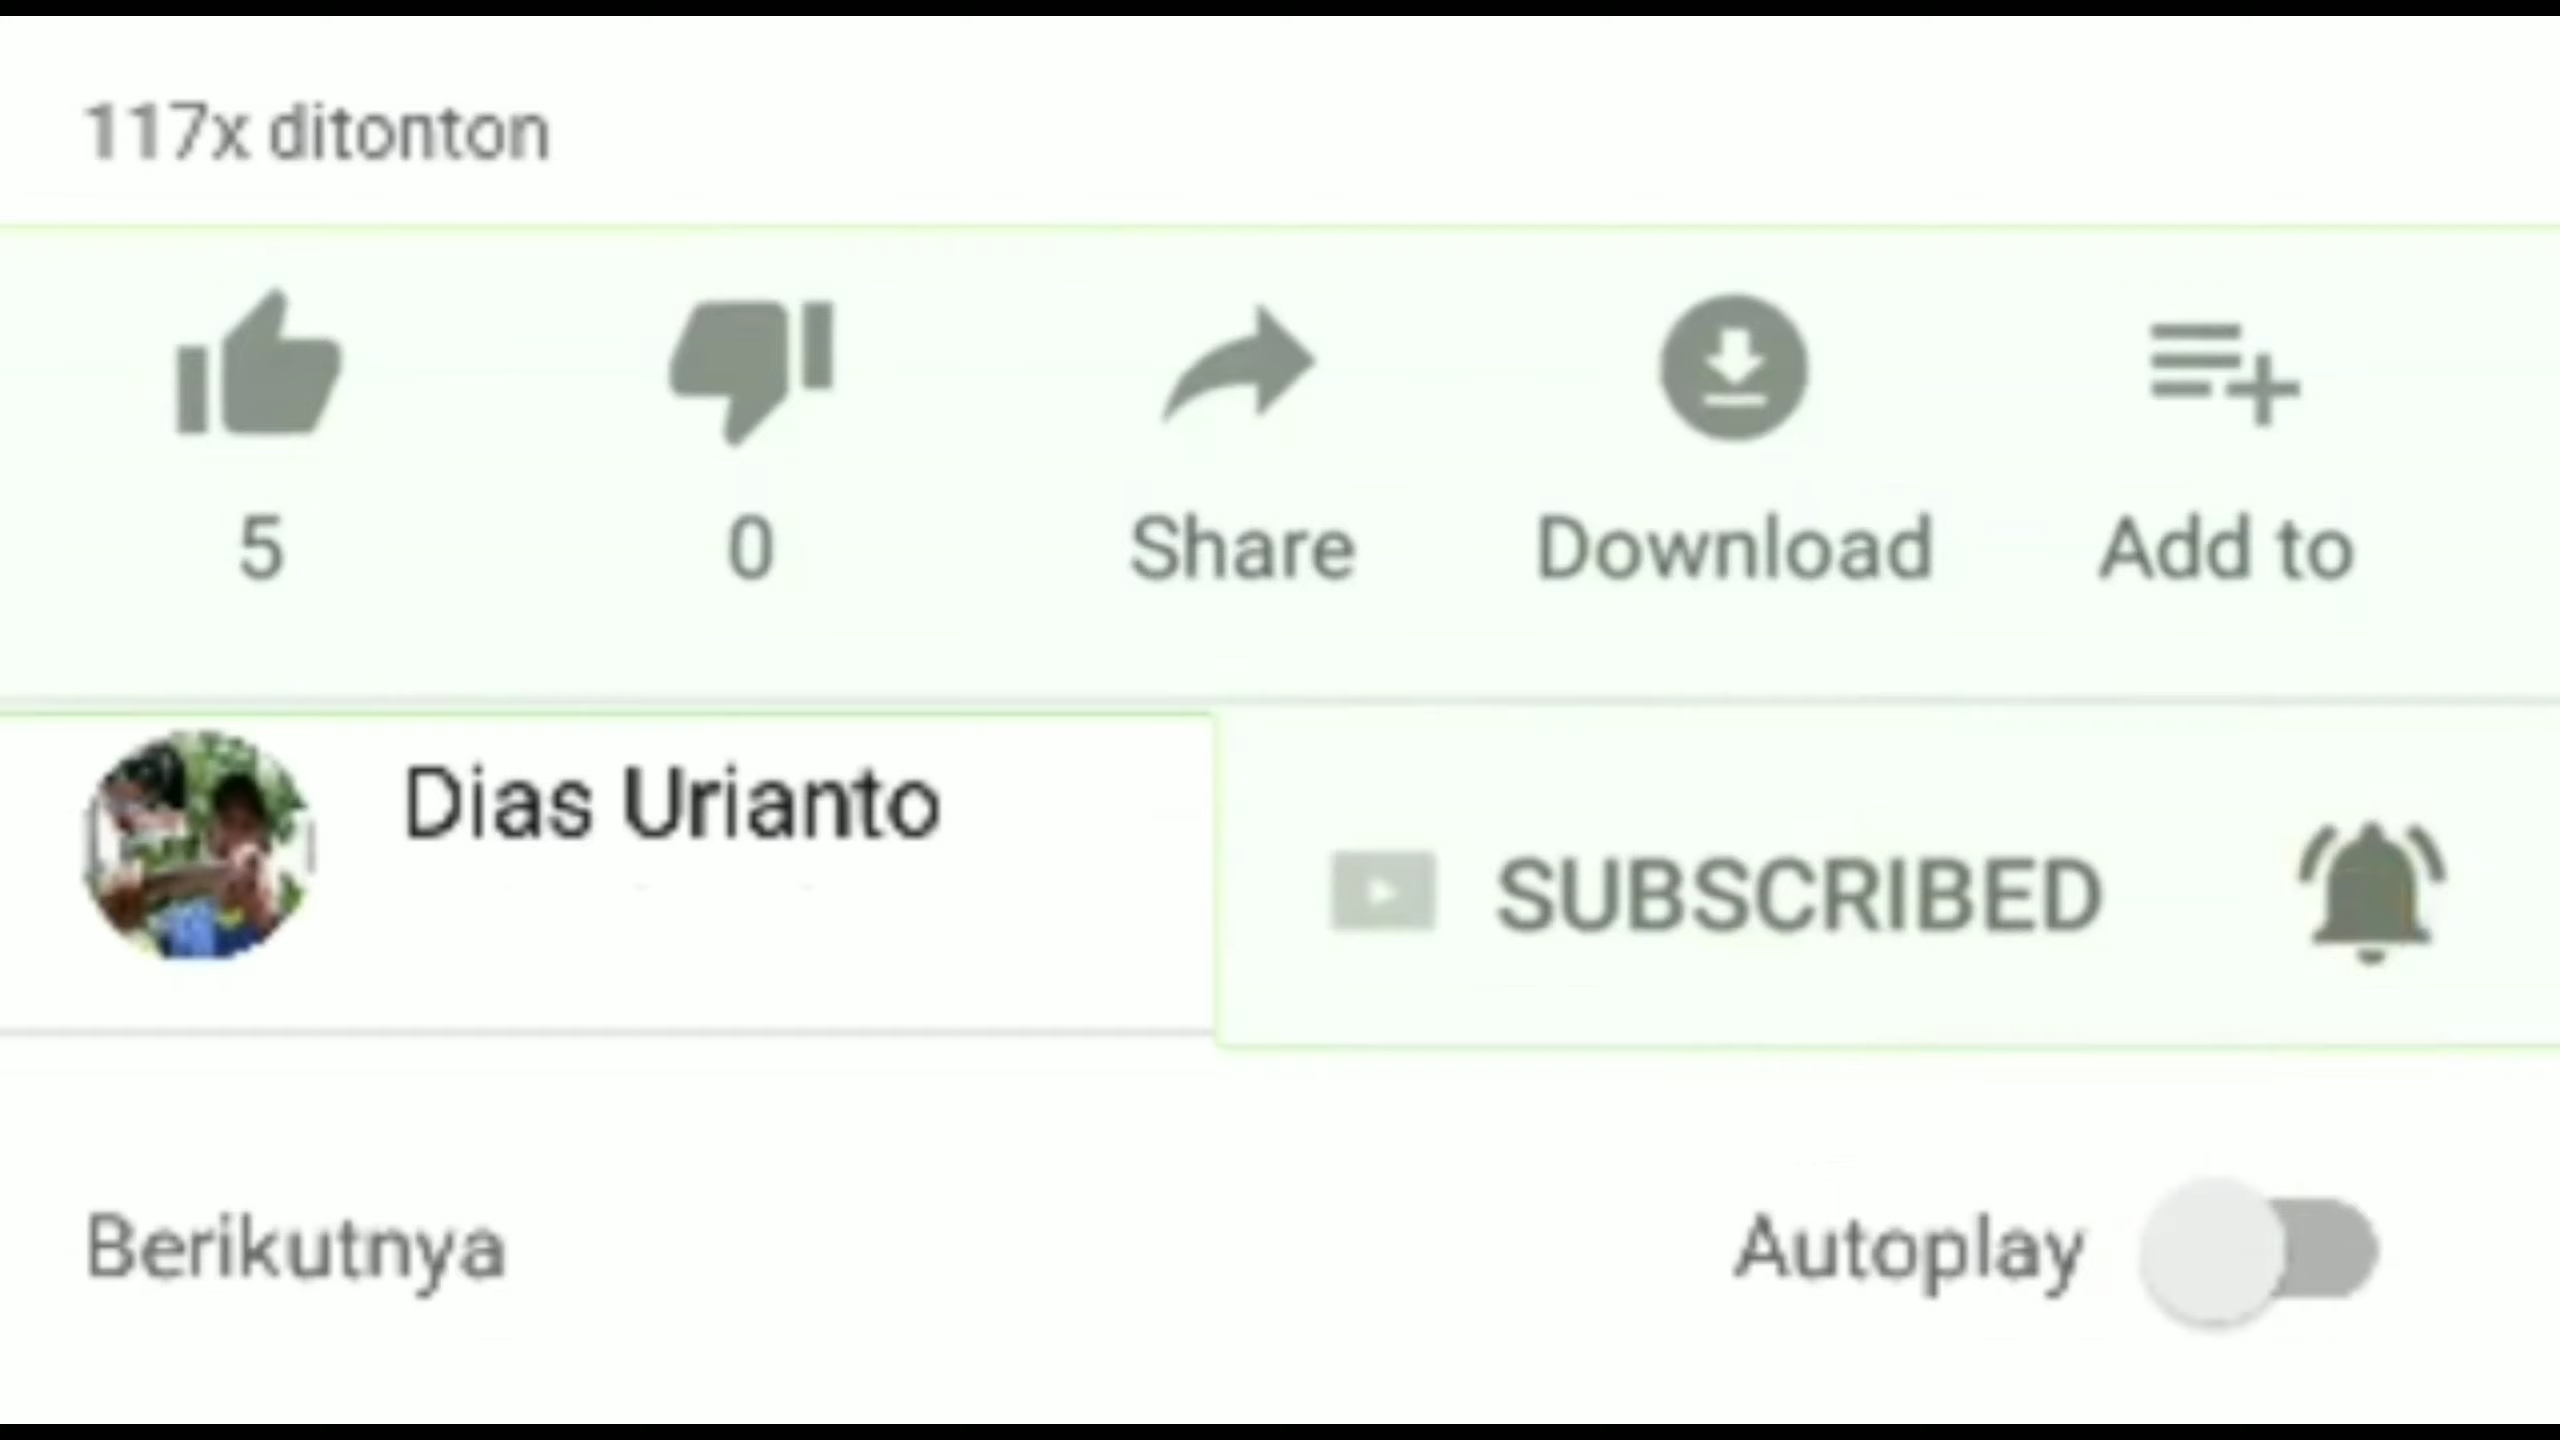 117x ditonton
5 0 Share Download Add to
Dias Urianto
SUBSCRIBED
Berikutnya Autoplay